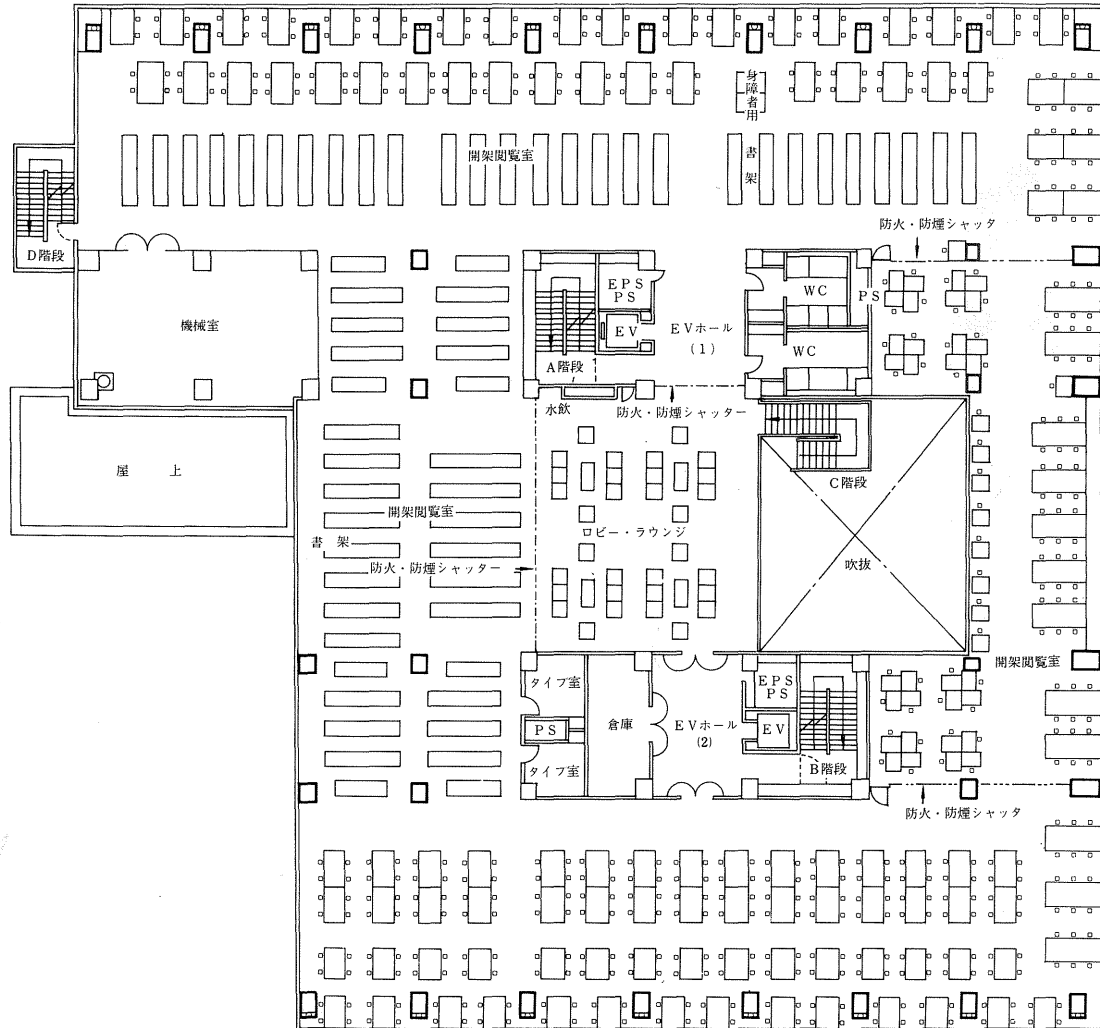 身障者用
開架閲覧室
書架
防火・防煙シャッタ
D階段
EPS
PS
WC
PS
機械室
EV
EVホール
(1)
WC
A階段
水飲
防火・防煙シャッター
屋上
C階段
開架閲覧室
ロビー・ラウンジ
書架
防火・防煙シャッター
吹抜
開架閲覧室
タイプ室
EPS
PS
倉庫
EVホール
(2)
PS
EV
タイプ室
B階段
防火・防煙シャッタ